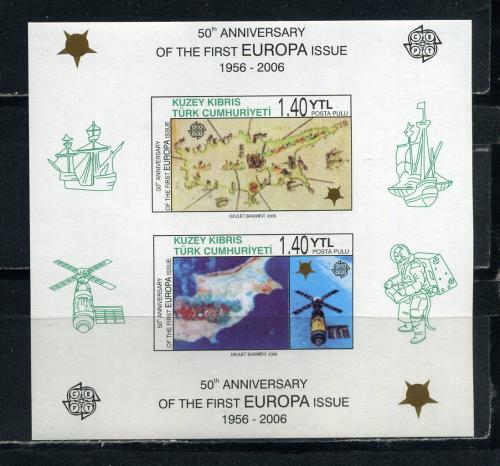 50th ANNIVERSARY
OF THE FIRST EUROPA ISSUE
1956 - 2006
CEPT
KUZEY KIBRIS
TÜRK CUMHURİYETİ
1.40 YTL
POSTA PULU
50th ANNIVERSARY
OF THE FIRST EUROPA ISSUE
DEVLET BASIMEVİ 2006
KUZEY KIBRIS
TÜRK CUMHURİYETİ
1.40 YTL
POSTA PULU
50th ANNIVERSARY
OF THE FIRST EUROPA ISSUE
DEVLET BASIMEVİ 2006
CEPT
50th ANNIVERSARY
OF THE FIRST EUROPA ISSUE
1956 - 2006